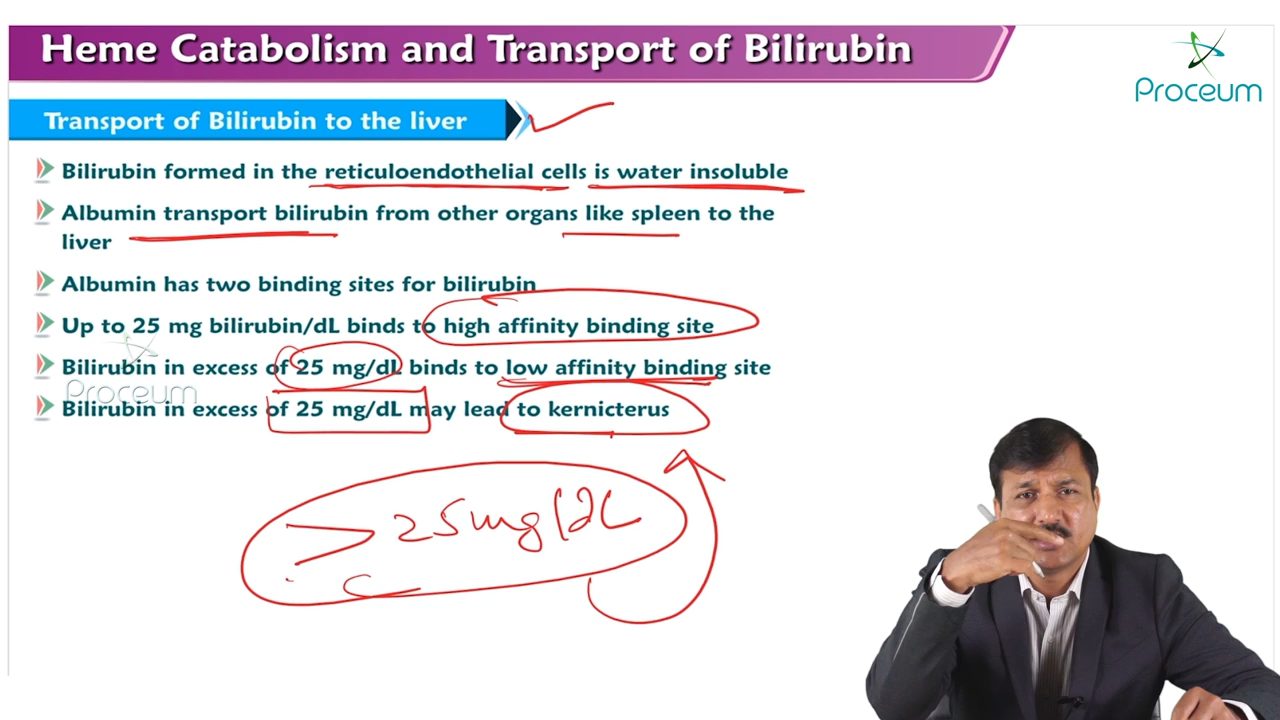 Heme Catabolism and Transport of Bilirubin
Proceum
Transport of Bilirubin to the liver
Bilirubin formed in the reticuloendothelial cells is water insoluble
Albumin transport bilirubin from other organs like spleen to the
liver
Albumin has two binding sites for bilirubin
Up to 25 mg bilirubin/dL binds to high affinity binding site
Bilirubin in excess of 25 mg/dL binds to low affinity binding site
Proceum
Bilirubin in excess of 25 mg/dL may lead to kernicterus
> 25mg/dL